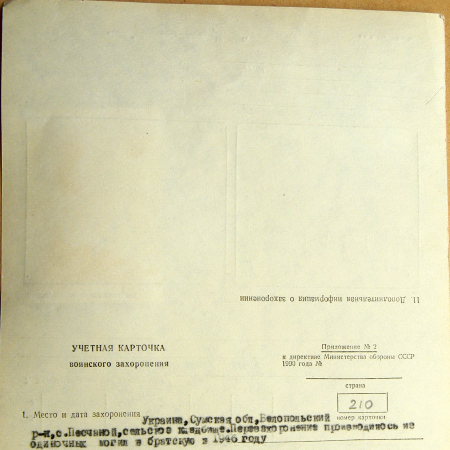 11. Дополнительная информация о захоронении
УЧЕТНАЯ КАРТОЧКА
воинского захоронения
Приложение № 2
к директиве Министерства обороны СССР
1990 года №
страна
210
номер карточки
1. Место и дата захоронения Украина, Сумская обл, Белопольский
р-н, с. Песчаной, сельское кладбище. Перезахоронение производилось из
одиночных могил в братскую в 1946 году